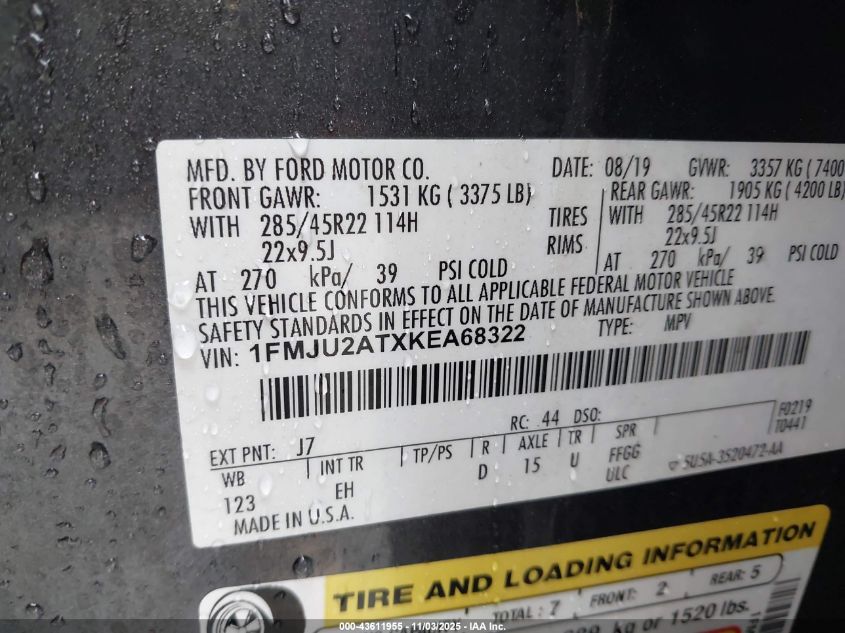 MFD. BY FORD MOTOR CO. DATE: 08/19 GVWR: 3357 KG ( 7400
FRONT GAWR: 1531 KG ( 3375 LB) REAR GAWR: 1905 KG ( 4200 LB)
WITH 285/45R22 114H TIRES WITH 285/45R22 114H
22x9.5J RIMS 22x9.5J
AT 270 kPa/ 39 PSI COLD AT 270 kPa/ 39 PSI COLD
THIS VEHICLE CONFORMS TO ALL APPLICABLE FEDERAL MOTOR VEHICLE
SAFETY STANDARDS IN EFFECT ON THE DATE OF MANUFACTURE SHOWN ABOVE.
VIN: 1FMJU2ATXKEA68322 TYPE: MPV
RC: 44 DSO: F0219
EXT PNT: J7 T0441
WB INT TR TP/PS R AXLE TR SPR
123 EH D 15 U FFGG
ULC 5U5A-3520472-AA
MADE IN U.S.A.
TIRE AND LOADING INFORMATION
TOTAL : 7 FRONT: 2 REAR: 5
kg or 1520 lbs.
000-43611955 - 11/03/2025 - IAA Inc.